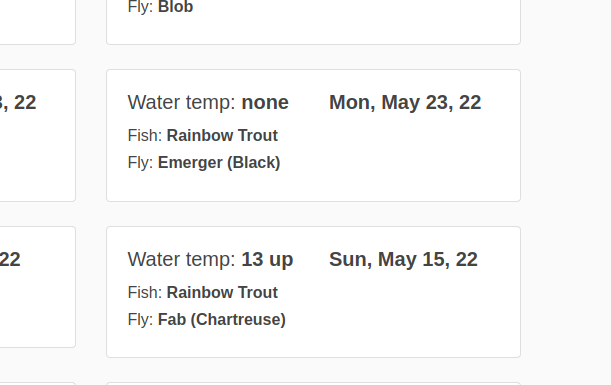 Fly: Blob
, 22
Water temp: none Mon, May 23, 22
Fish: Rainbow Trout
Fly: Emerger (Black)
22
Water temp: 13 up Sun, May 15, 22
Fish: Rainbow Trout
Fly: Fab (Chartreuse)